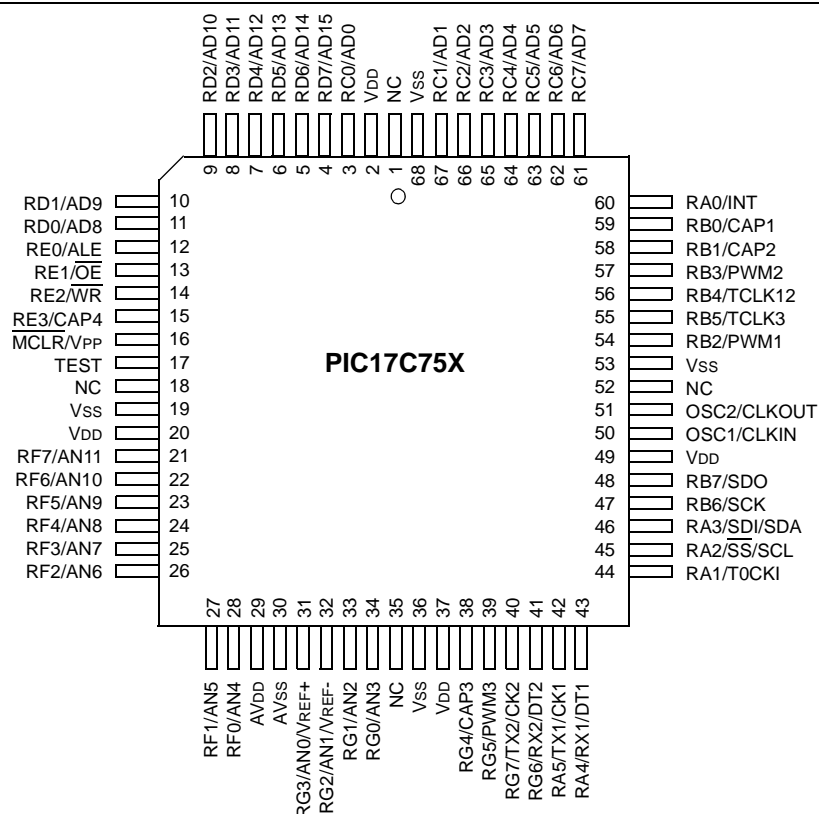 RD2/AD10
RD3/AD11
RD4/AD12
RD5/AD13
RD6/AD14
RD7/AD15
RC0/AD0
VDD
NC
VSS
RC1/AD1
RC2/AD2
RC3/AD3
RC4/AD4
RC5/AD5
RC6/AD6
RC7/AD7
9 8 7 6 5 4 3 2 1 68 67 66 65 64 63 62 61
RD1/AD9 10
RD0/AD8 11
RE0/ALE 12
RE1/OE 13
RE2/WR 14
RE3/CAP4 15
MCLR/VPP 16
TEST 17
NC 18
VSS 19
VDD 20
RF7/AN11 21
RF6/AN10 22
RF5/AN9 23
RF4/AN8 24
RF3/AN7 25
RF2/AN6 26
PIC17C75X
60 RA0/INT
59 RB0/CAP1
58 RB1/CAP2
57 RB3/PWM2
56 RB4/TCLK12
55 RB5/TCLK3
54 RB2/PWM1
53 VSS
52 NC
51 OSC2/CLKOUT
50 OSC1/CLKIN
49 VDD
48 RB7/SDO
47 RB6/SCK
46 RA3/SDI/SDA
45 RA2/SS/SCL
44 RA1/T0CKI
27 28 29 30 31 32 33 34 35 36 37 38 39 40 41 42 43
RF1/AN5
RF0/AN4
AVDD
AVSS
RG3/AN0/VREF+
RG2/AN1/VREF-
RG1/AN2
RG0/AN3
NC
VSS
VDD
RG4/CAP3
RG5/PWM3
RG7/TX2/CK2
RG6/RX2/DT2
RA5/TX1/CK1
RA4/RX1/DT1